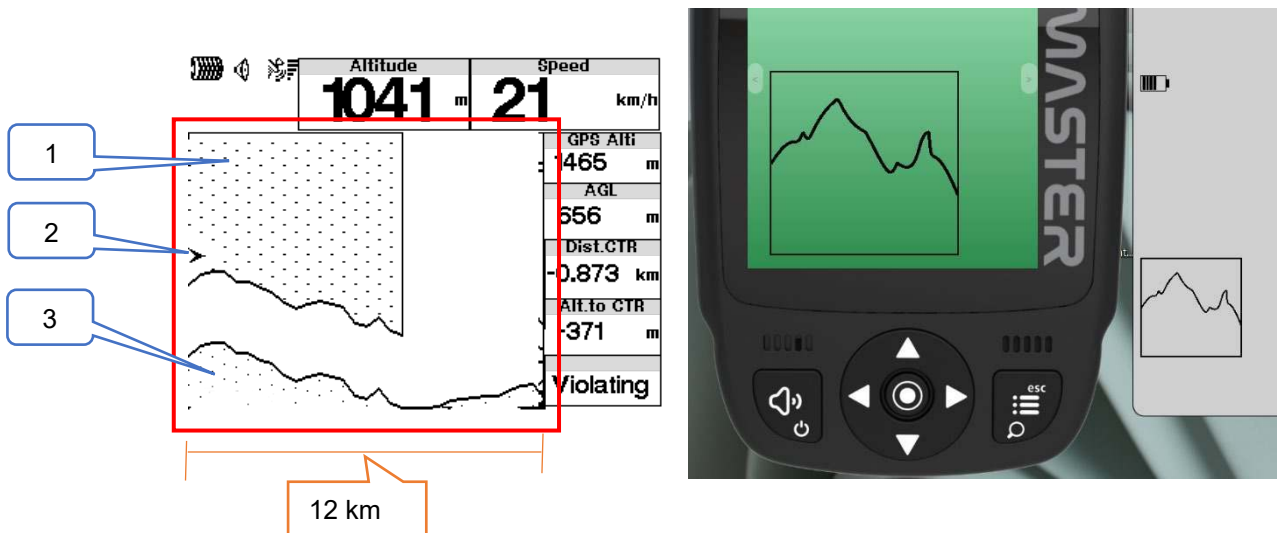 Altitude
1041 m
Speed
21 km/h
1
GPS Alti
1465 m
AGL
656 m
2
Dist.CTR
-0.873 km
3
Alt.to CTR
-371 m
Violating
12 km
MASTER
< >
esc
t...